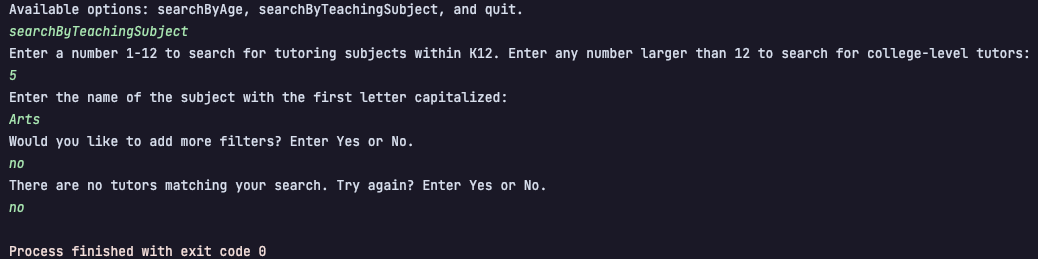 Available options: searchByAge, searchByTeachingSubject, and quit.
searchByTeachingSubject
Enter a number 1-12 to search for tutoring subjects within K12. Enter any number larger than 12 to search for college-level tutors:
5
Enter the name of the subject with the first letter capitalized:
Arts
Would you like to add more filters? Enter Yes or No.
no
There are no tutors matching your search. Try again? Enter Yes or No.
no
Process finished with exit code 0